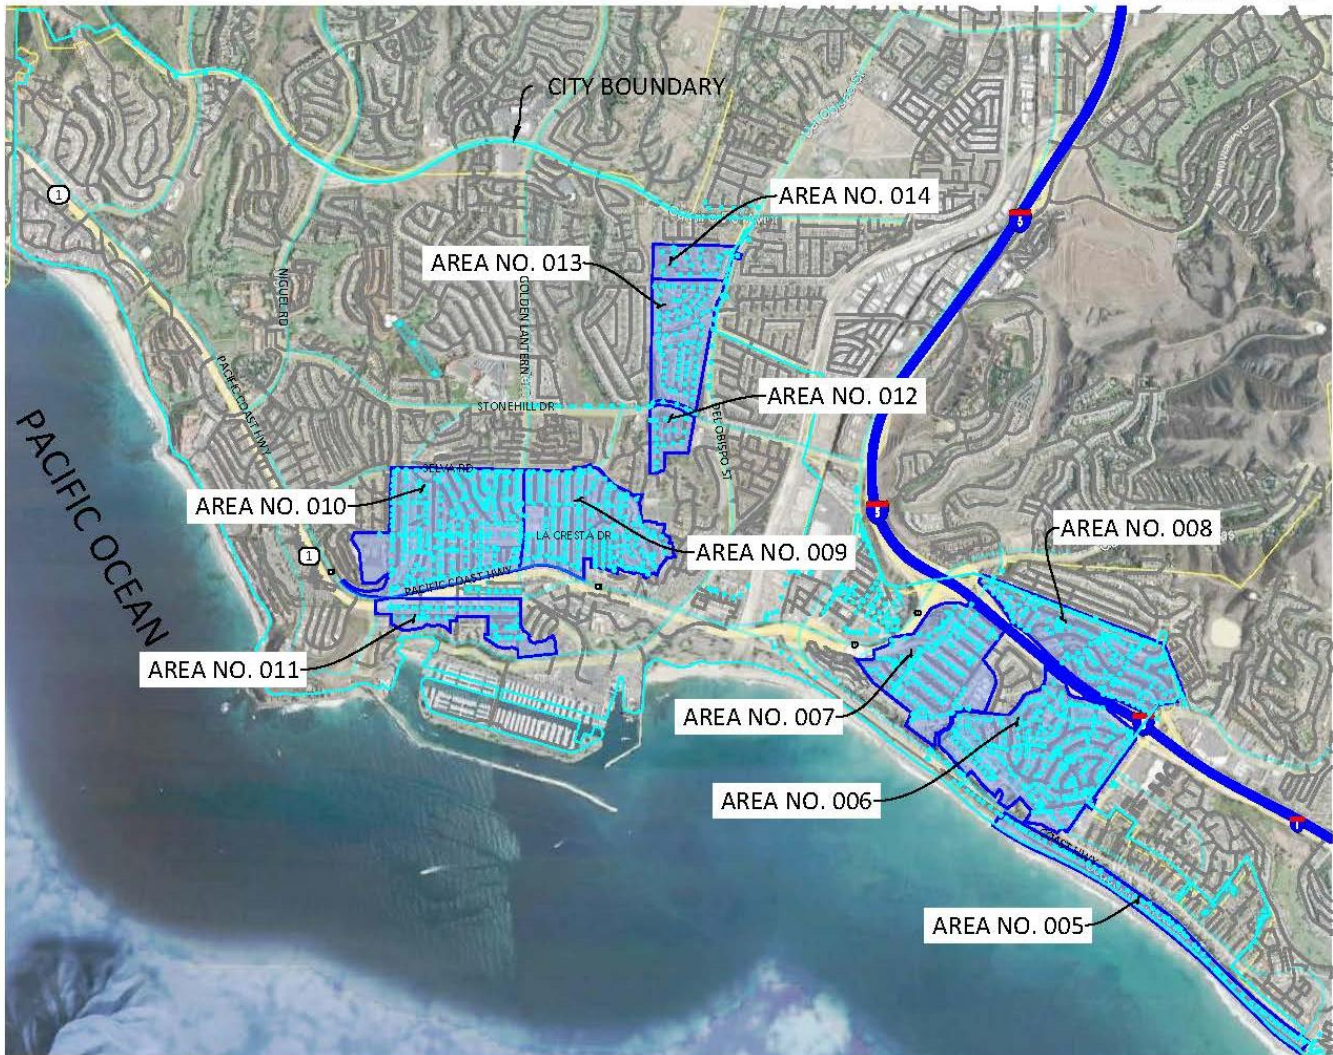 CITY BOUNDARY
1
AREA NO. 014
5
AREA NO. 013
NIGUEL RD
GOLDEN LANTERN
PACIFIC COAST HWY
AREA NO. 012
STONEHILL DR
DEL OBISPO ST
PACIFIC OCEAN
SELVA RD
AREA NO. 010
5
AREA NO. 008
LA CRESTA DR
AREA NO. 009
1
PACIFIC COAST HWY
AREA NO. 011
AREA NO. 007
AREA NO. 006
COAST HWY
AREA NO. 005